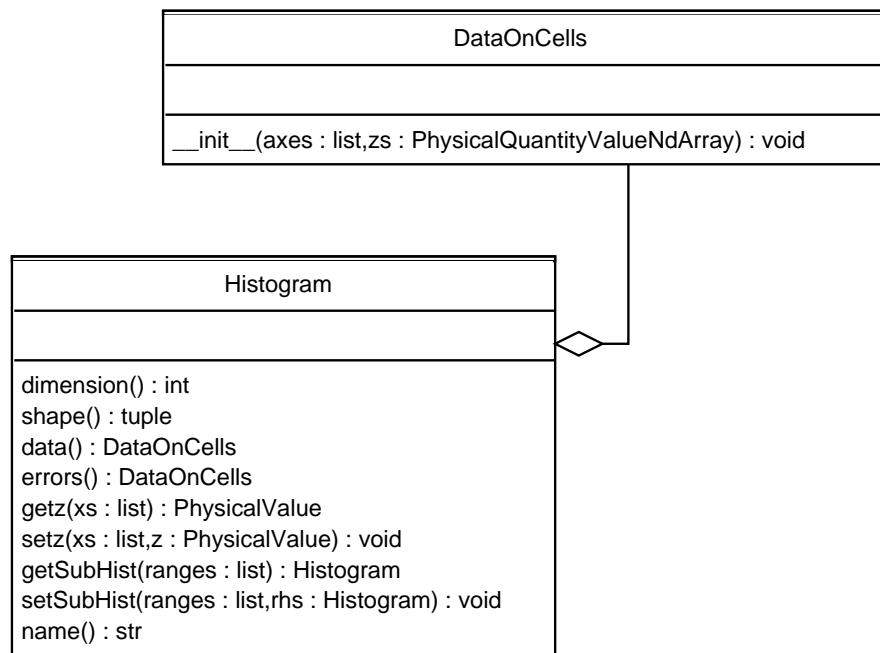 DataOnCells
__init__(axes : list,zs : PhysicalQuantityValueNdArray) : void
Histogram
dimension() : int
shape() : tuple
data() : DataOnCells
errors() : DataOnCells
getz(xs : list) : PhysicalValue
setz(xs : list,z : PhysicalValue) : void
getSubHist(ranges : list) : Histogram
setSubHist(ranges : list,rhs : Histogram) : void
name() : str